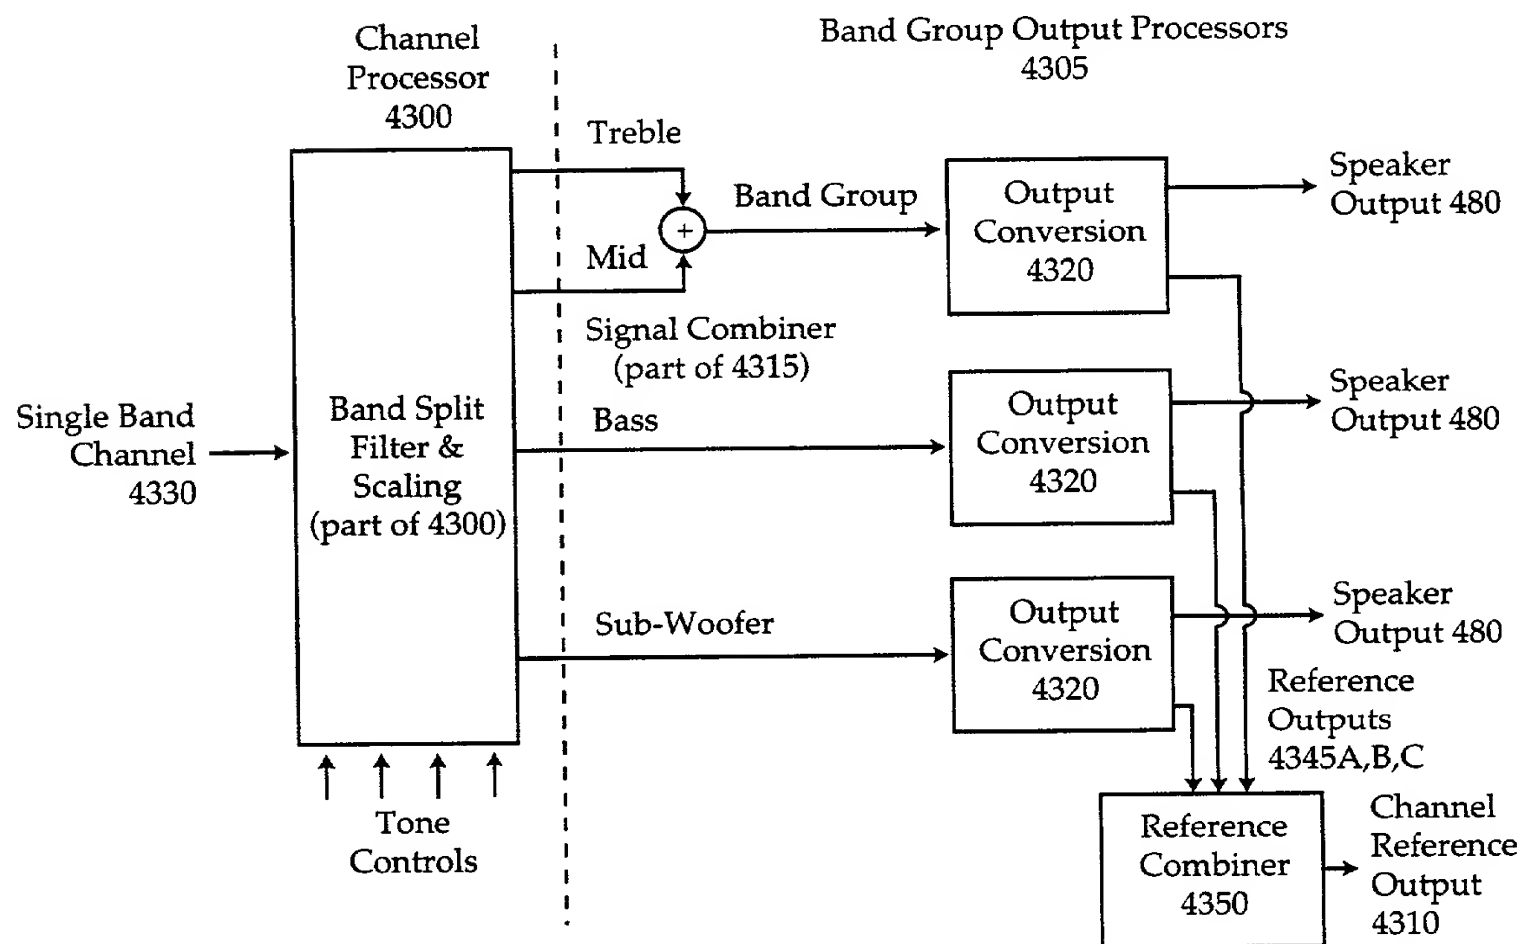 Channel
Processor
4300
Band Group Output Processors
4305
Treble
Mid
+
Band Group
Output
Conversion
4320
Speaker
Output 480
Signal Combiner
(part of 4315)
Single Band
Channel
4330
Band Split
Filter &
Scaling
(part of 4300)
Bass
Output
Conversion
4320
Speaker
Output 480
Sub-Woofer
Output
Conversion
4320
Speaker
Output 480
Reference
Outputs
4345A,B,C
Tone
Controls
Reference
Combiner
4350
Channel
Reference
Output
4310